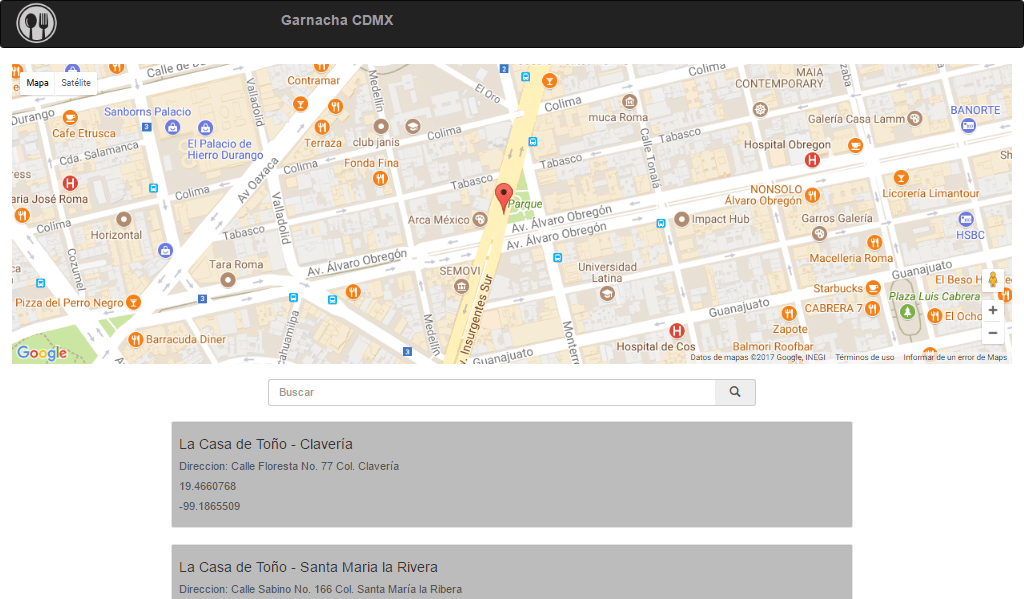 Garnacha CDMX
Mapa
Satélite
Calle de Du
Contramar
Medellín
El Oro
Colima
Colima
MAIA
CONTEMPORARY
Durango
Sanborns Palacio
Valladolid
3
2
muca Roma
Galería Casa Lamm
BANORTE
Cafe Etrusca
El Palacio de
Hierro Durango
Terraza
club janis
Colima
Calle Tonalá
Tabasco
Hospital Obregon
Cda. Salamanca
Fonda Fina
Colima
Tabasco
aria José Roma
Av Oaxaca
Colima
Tabasco
NONSOLO
Álvaro Obregón
Licorería Limantour
Valladolid
Parque
Arca México
Av. Álvaro Obregón
Av. Álvaro Obregón
Impact Hub
Garros Galería
HSBC
Colima
Horizontal
Tabasco
Av. Álvaro Obregón
Cozumel
Tara Roma
SEMOVI
Universidad
Latina
Macelleria Roma
Guanajuato
El Beso H
Starbucks
Plaza Luis Cabrera
Pizza del Perro Negro
3
Av. Insurgentes Sur
Guanajuato
CABRERA 7
El Ocho
Barracuda Diner
Medellín
Monterrey
Zapote
3
Guanajuato
Hospital de Cos
Balmori Roofbar
Google
Datos de mapas ©2017 Google, INEGI
Términos de uso
Informar de un error de Maps
Buscar
La Casa de Toño - Clavería
Direccion: Calle Floresta No. 77 Col. Clavería
19.4660768
-99.1865509
La Casa de Toño - Santa Maria la Rivera
Direccion: Calle Sabino No. 166 Col. Santa María la Ribera